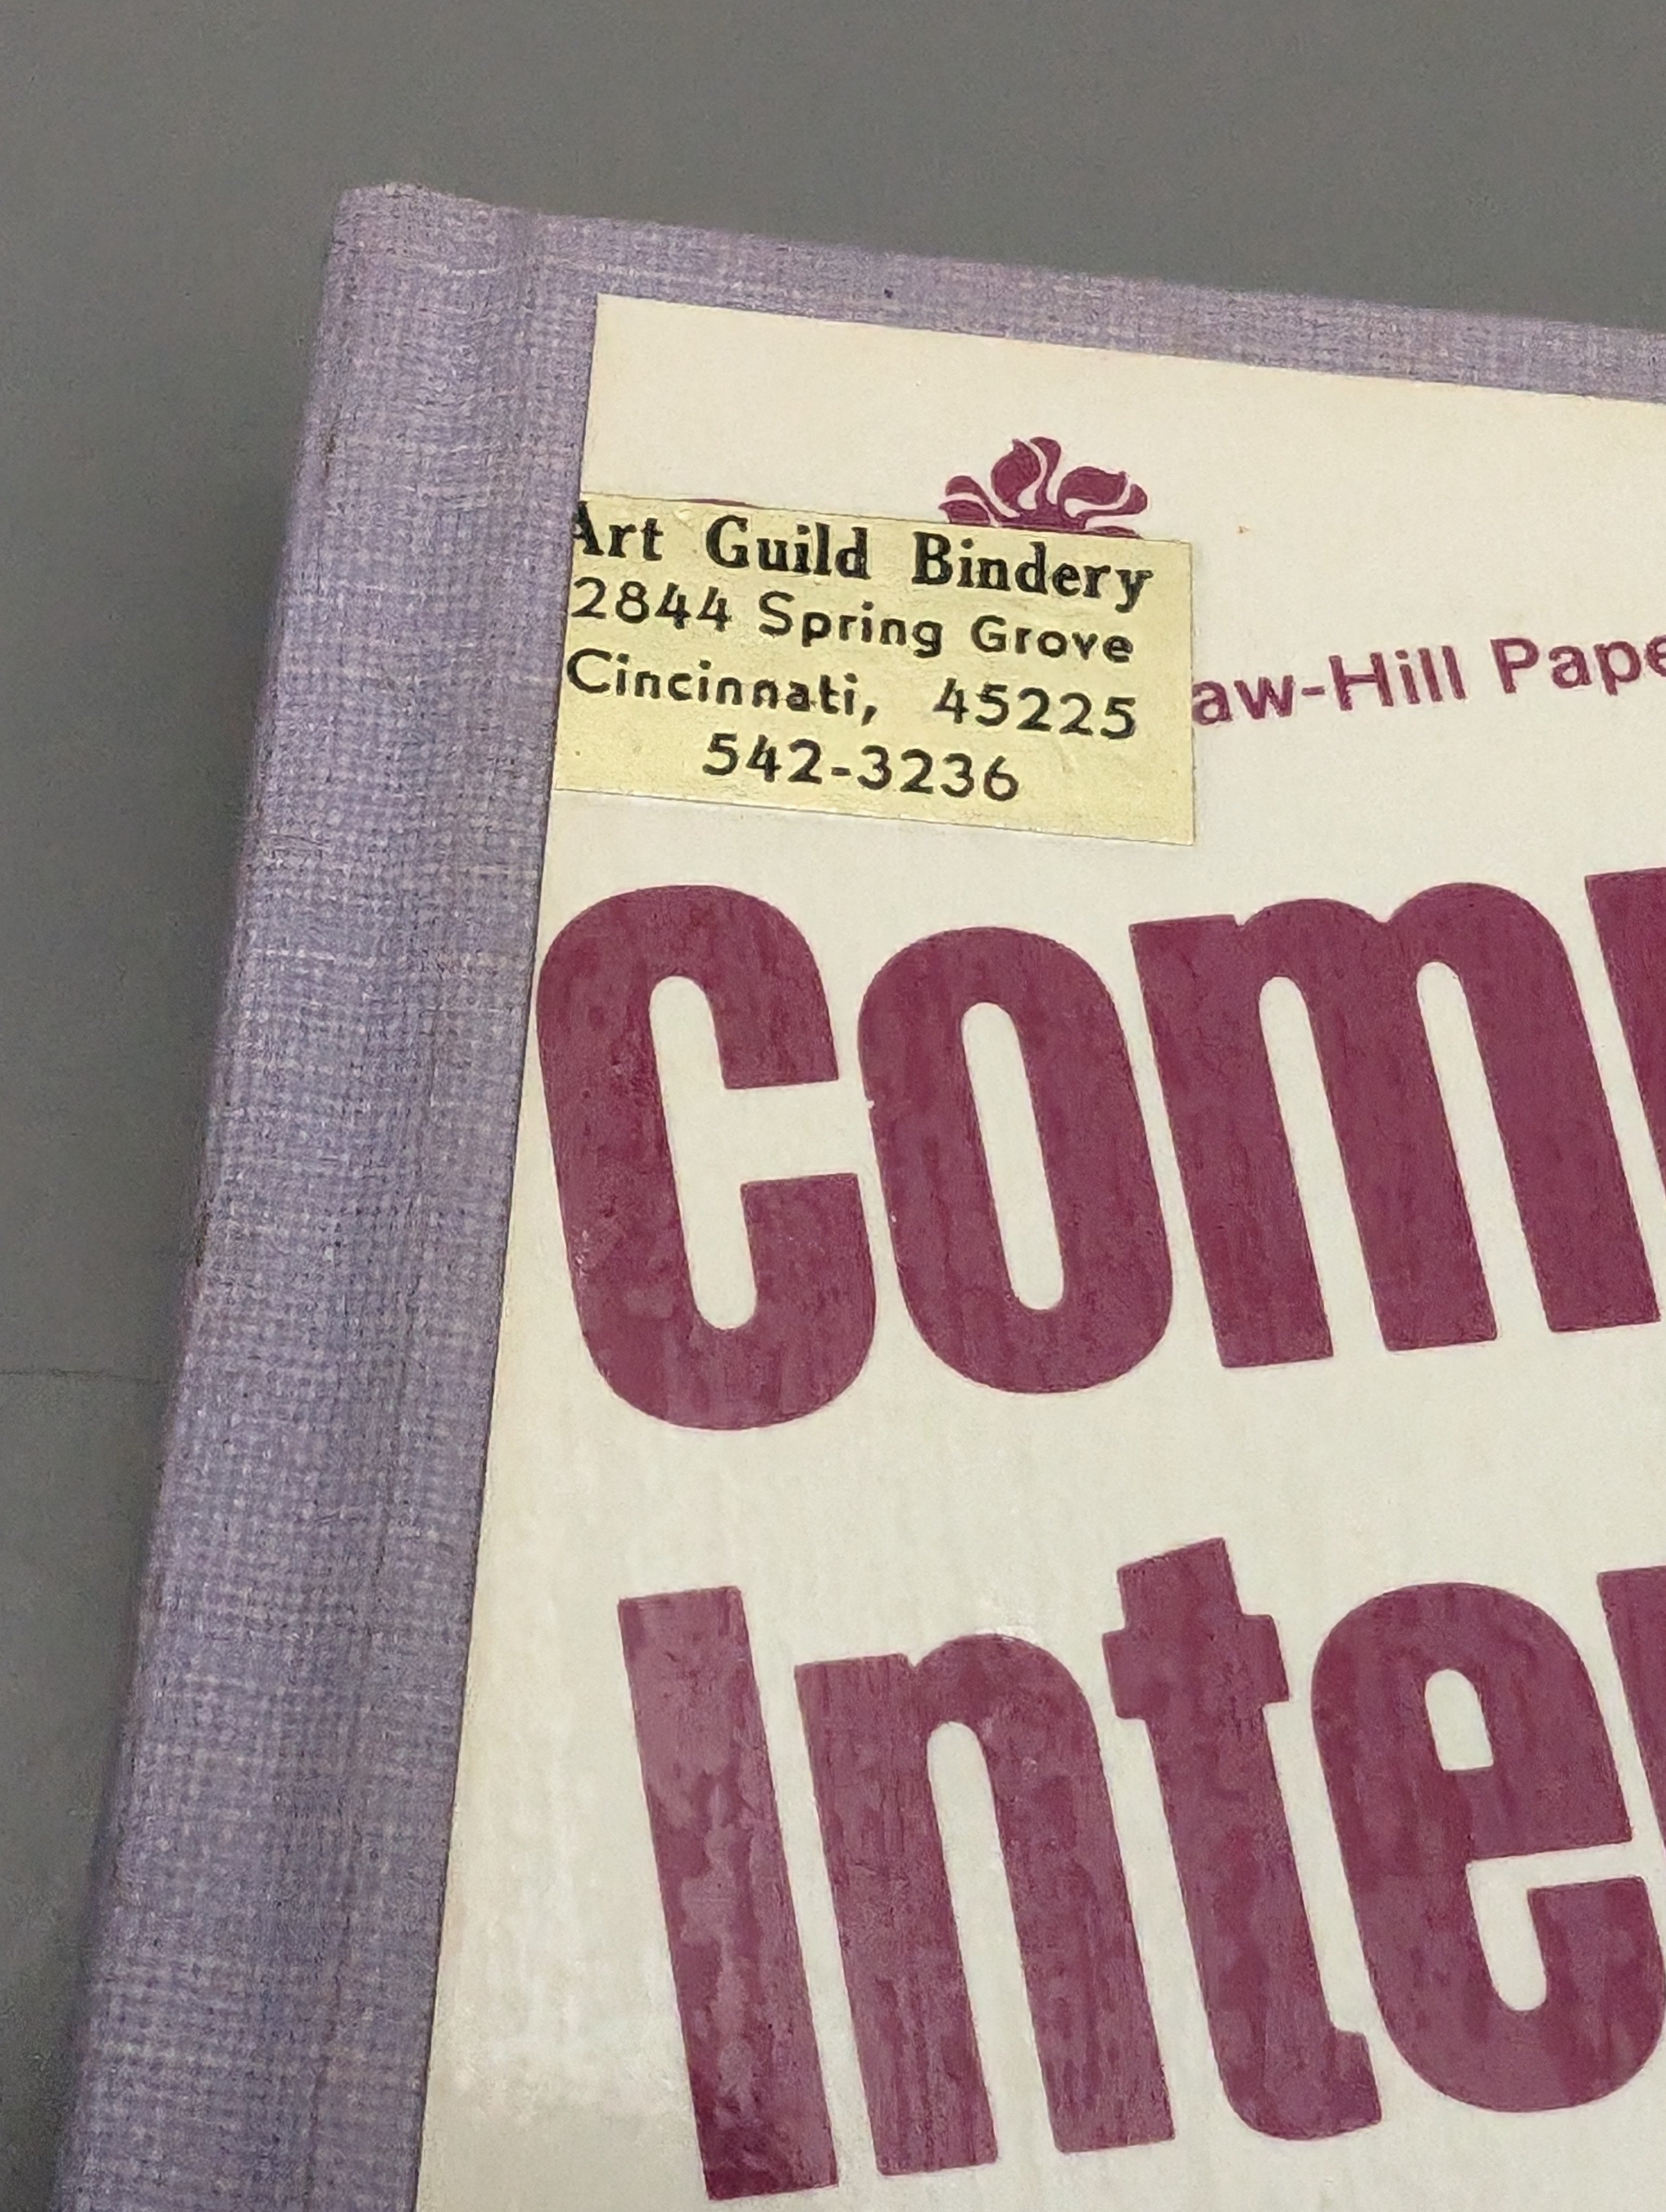 Art Guild Bindery
2844 Spring Grove
Cincinnati, 45225
542-3236
aw-Hill Pape
Com
Inte